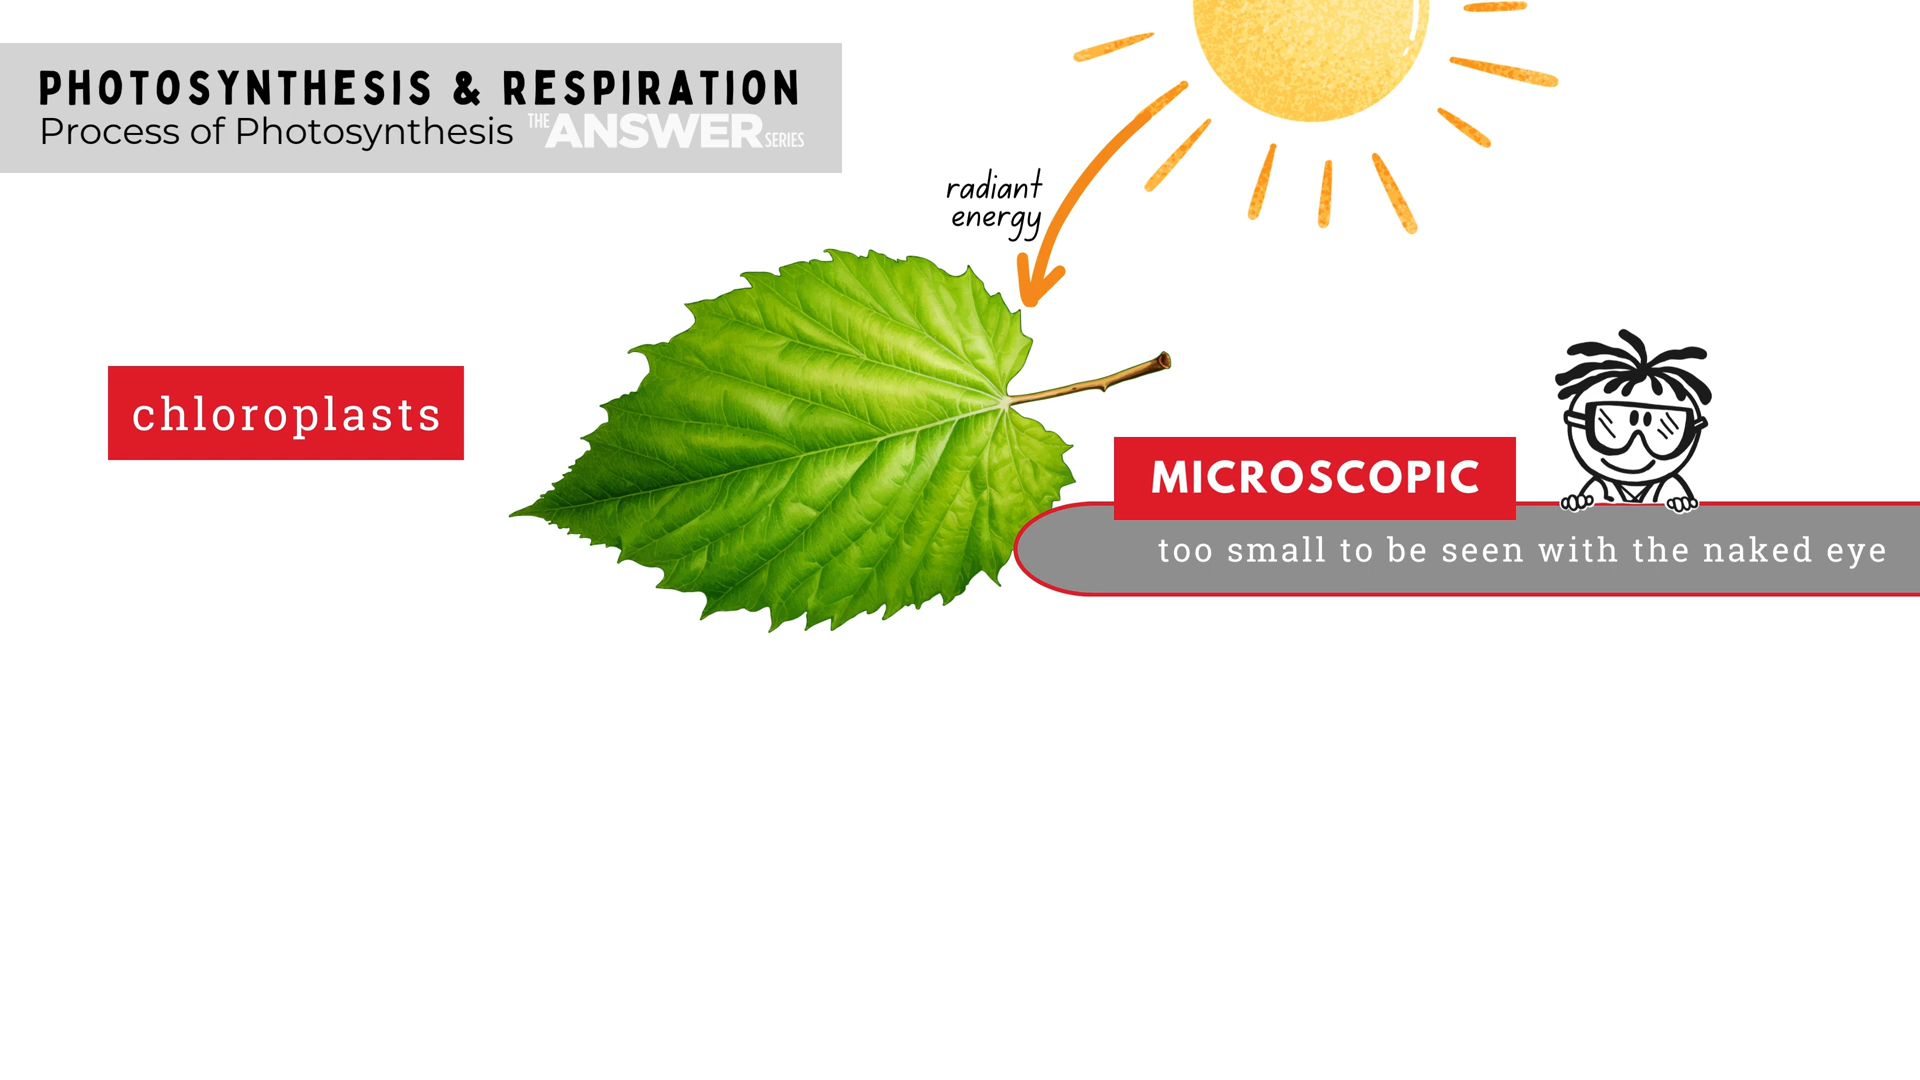 PHOTOSYNTHESIS & RESPIRATION
Process of Photosynthesis THE ANSWER SERIES
radiant
energy
chloroplasts
MICROSCOPIC
too small to be seen with the naked eye